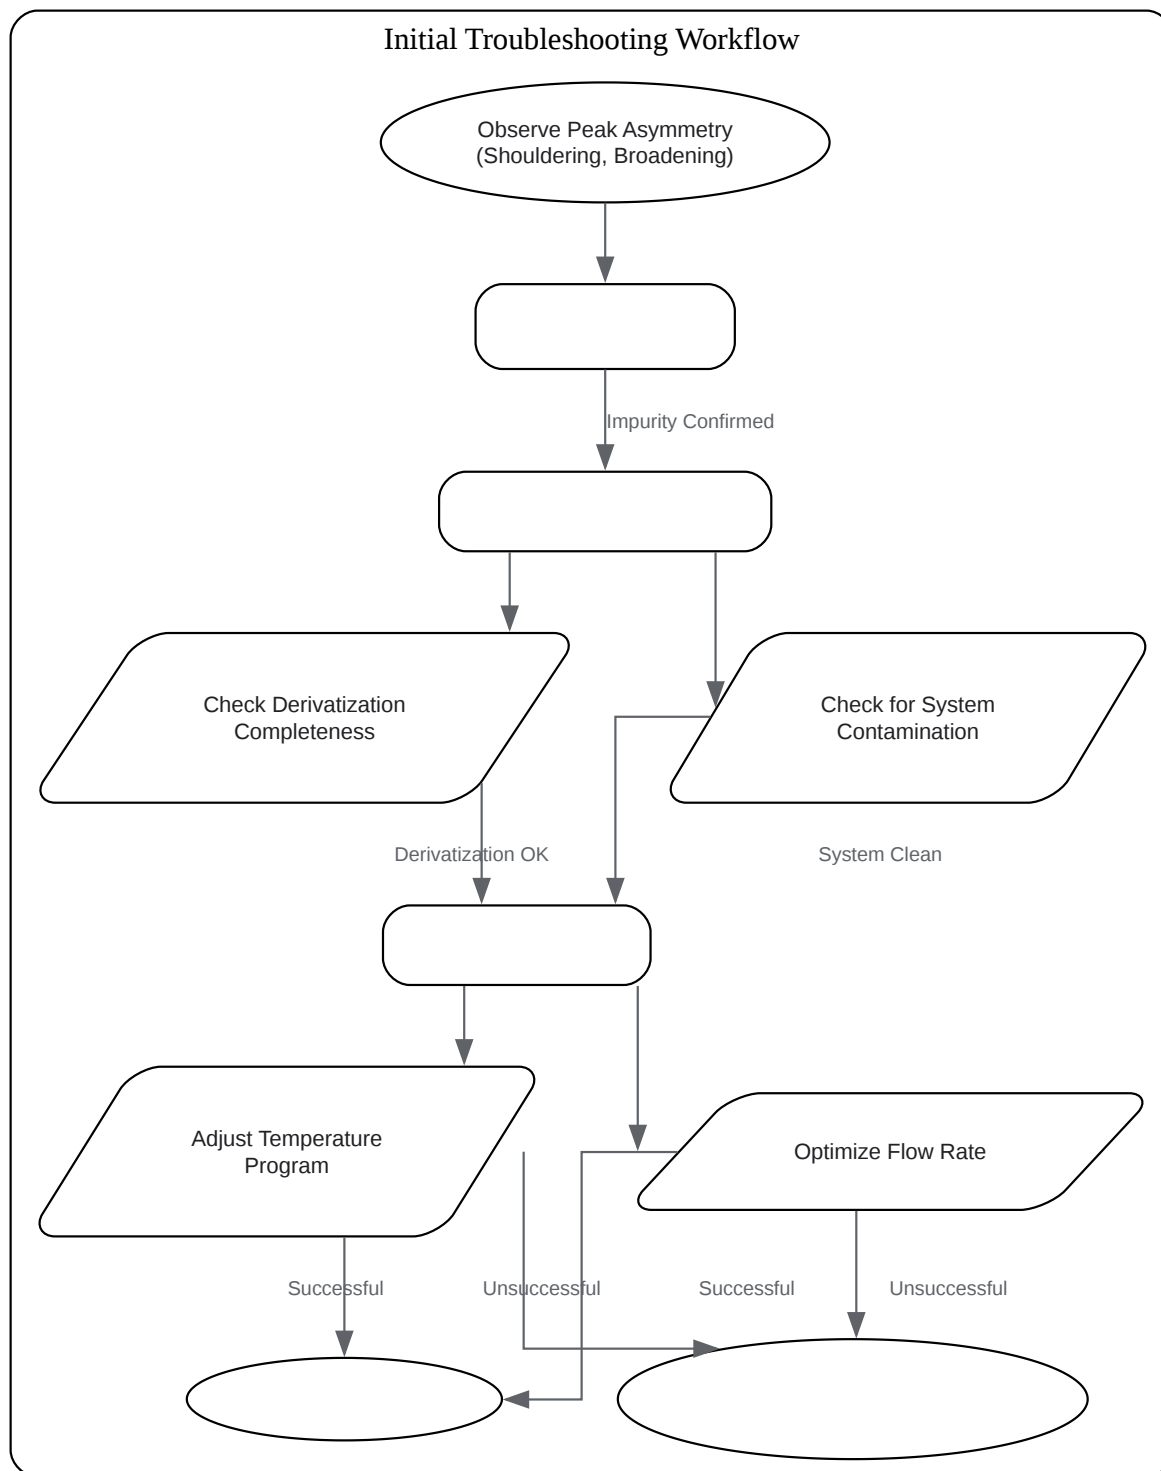 Initial Troubleshooting Workflow
Observe Peak Asymmetry
(Shouldering, Broadening)
Impurity Confirmed
Check Derivatization
Completeness
Check for System
Contamination
Derivatization OK
System Clean
Adjust Temperature
Program
Optimize Flow Rate
Successful
Unsuccessful
Successful
Unsuccessful